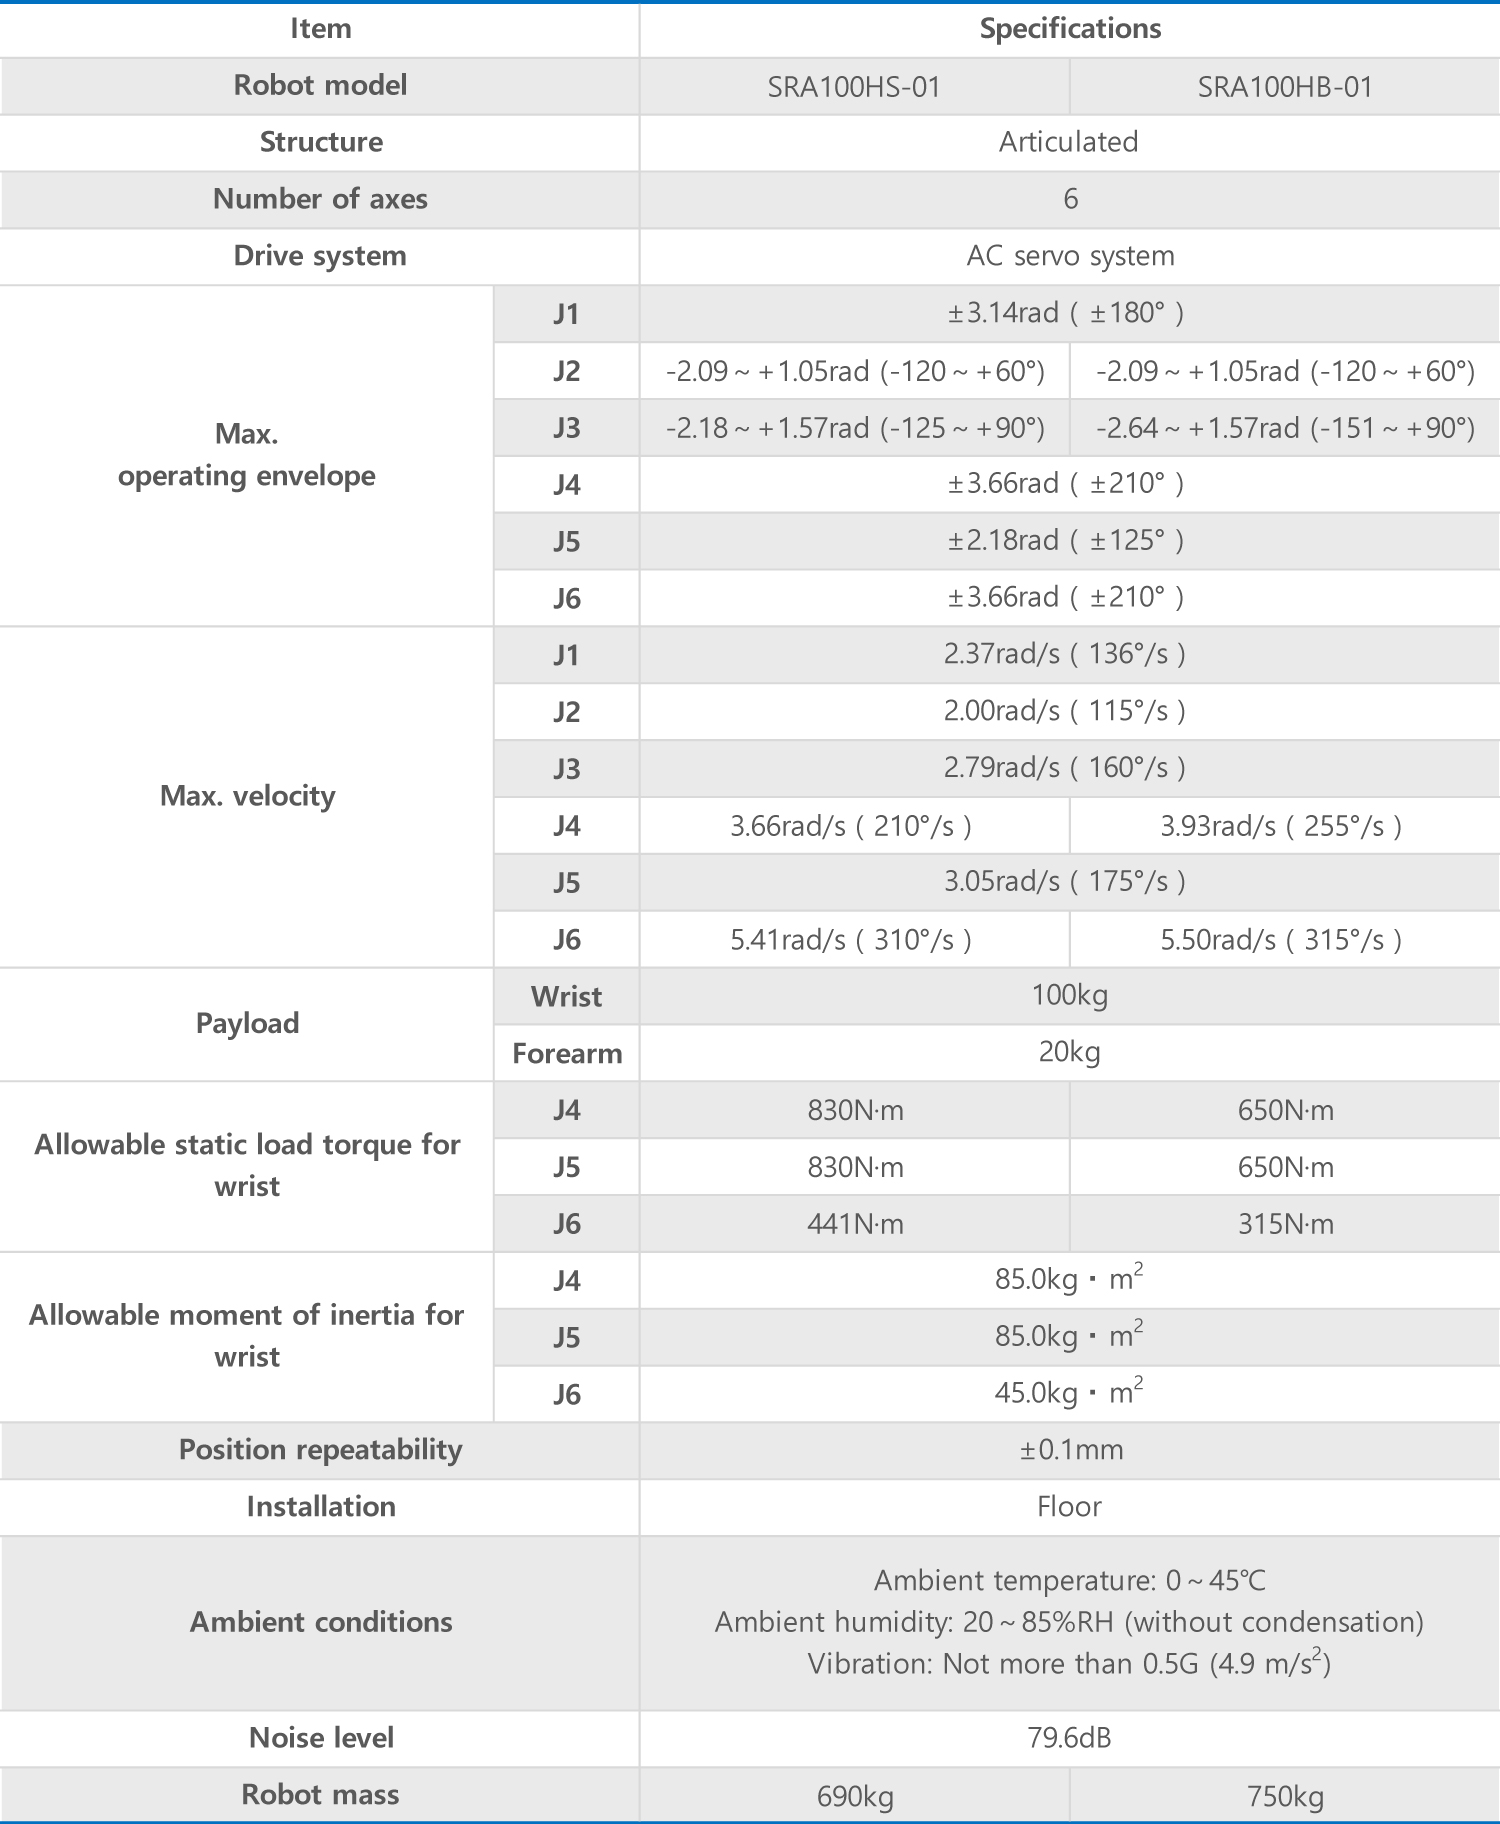 Item Specifications
Robot model SRA100HS-01 SRA100HB-01
Structure Articulated
Number of axes 6
Drive system AC servo system
Max.
operating envelope
J1 ±3.14rad ( ±180° )
J2 -2.09~+1.05rad (-120~+60°) -2.09~+1.05rad (-120~+60°)
J3 -2.18~+1.57rad (-125~+90°) -2.64~+1.57rad (-151~+90°)
J4 ±3.66rad ( ±210° )
J5 ±2.18rad ( ±125° )
J6 ±3.66rad ( ±210° )
Max. velocity
J1 2.37rad/s ( 136°/s )
J2 2.00rad/s ( 115°/s )
J3 2.79rad/s ( 160°/s )
J4 3.66rad/s ( 210°/s ) 3.93rad/s ( 255°/s )
J5 3.05rad/s ( 175°/s )
J6 5.41rad/s ( 310°/s ) 5.50rad/s ( 315°/s )
Payload
Wrist 100kg
Forearm 20kg
Allowable static load torque for
wrist
J4 830N·m 650N·m
J5 830N·m 650N·m
J6 441N·m 315N·m
Allowable moment of inertia for
wrist
J4 85.0kg・m²
J5 85.0kg・m²
J6 45.0kg・m²
Position repeatability ±0.1mm
Installation Floor
Ambient conditions
Ambient temperature: 0~45℃
Ambient humidity: 20~85%RH (without condensation)
Vibration: Not more than 0.5G (4.9 m/s²)
Noise level 79.6dB
Robot mass 690kg 750kg